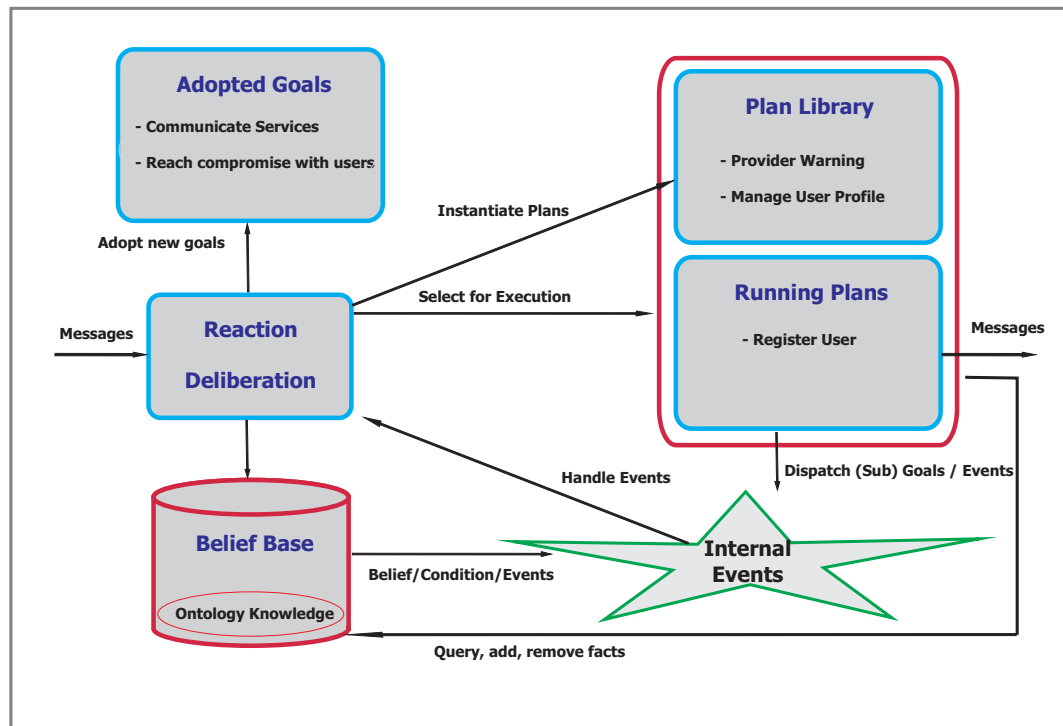 Adopted Goals
- Communicate Services
- Reach compromise with users
Plan Library
- Provider Warning
- Manage User Profile
Instantiate Plans
Adopt new goals
Select for Execution
Running Plans
- Register User
Messages
Reaction
Deliberation
Messages
Handle Events
Dispatch (Sub) Goals / Events
Belief Base
Ontology Knowledge
Belief/Condition/Events
Internal
Events
Query, add, remove facts